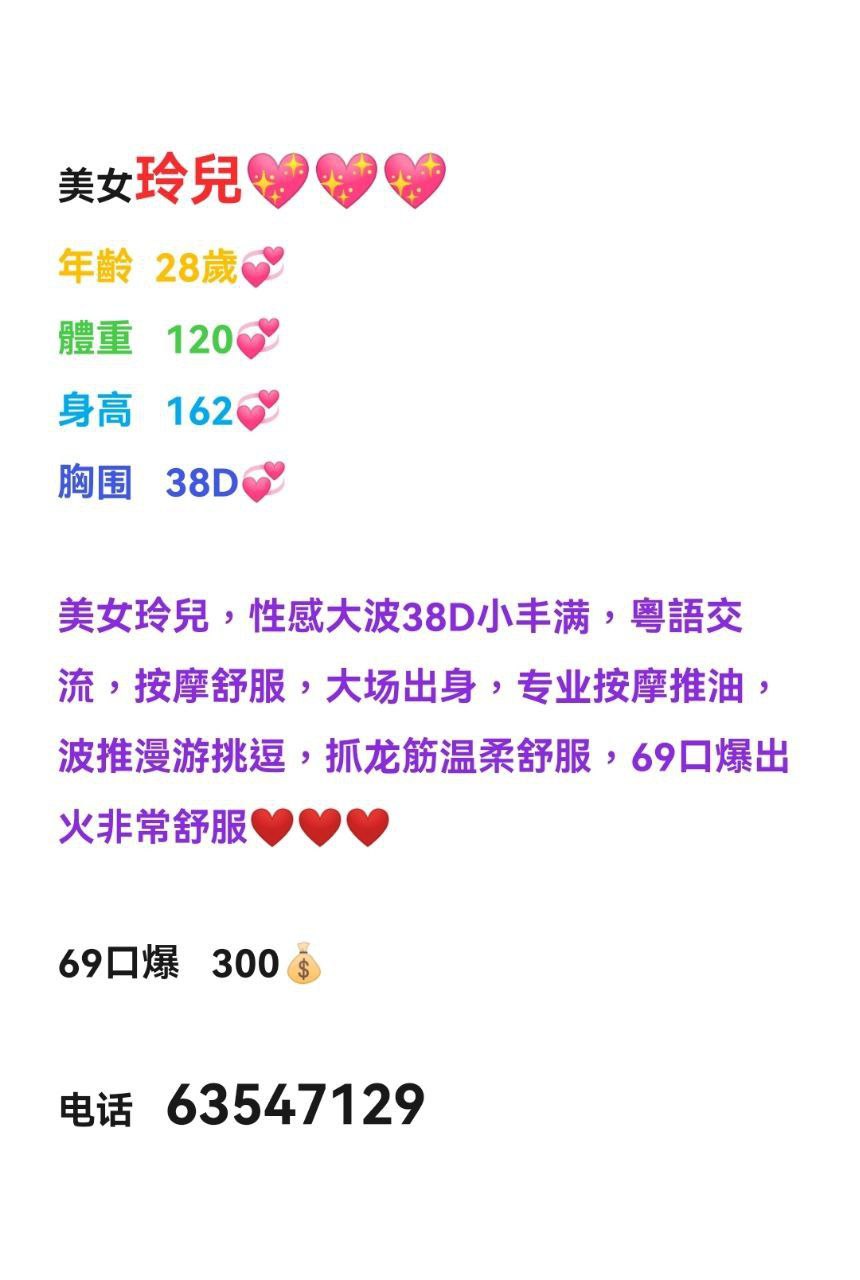 美女玲兒💖💖💖
年齡 28歲💞
體重 120💞
身高 162💞
胸围 38D💞
美女玲兒，性感大波38D小丰满，粵語交
流，按摩舒服，大场出身，专业按摩推油，
波推漫游挑逗，抓龙筋温柔舒服，69口爆出
火非常舒服❤️❤️❤️
69口爆 300💰
电话 63547129